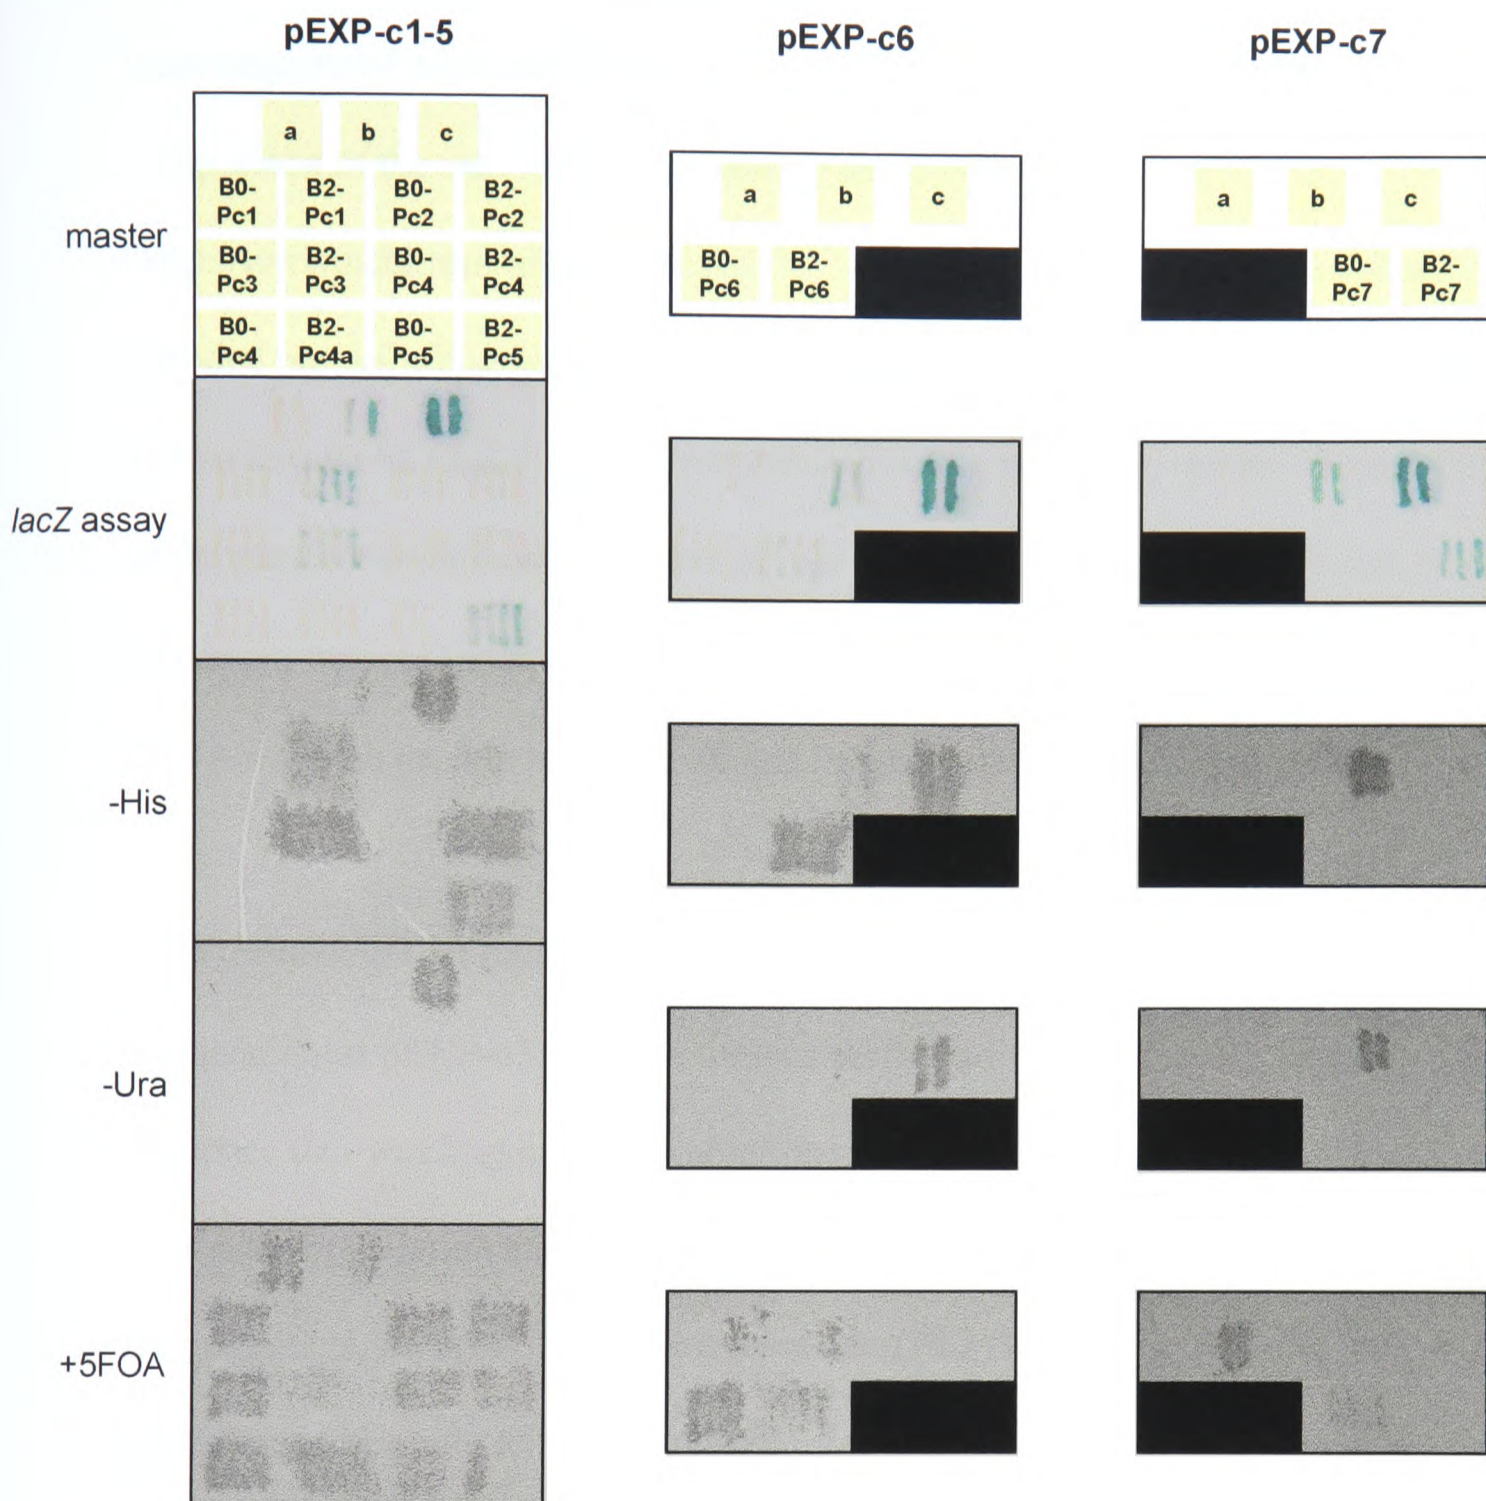 pEXP-c1-5
pEXP-c6
pEXP-c7
master
a b c
B0-Pc1 B2-Pc1 B0-Pc2 B2-Pc2
B0-Pc3 B2-Pc3 B0-Pc4 B2-Pc4
B0-Pc4 B2-Pc4a B0-Pc5 B2-Pc5
a b c
B0-Pc6 B2-Pc6
a b c
B0-Pc7 B2-Pc7
lacZ assay
-His
-Ura
+5FOA